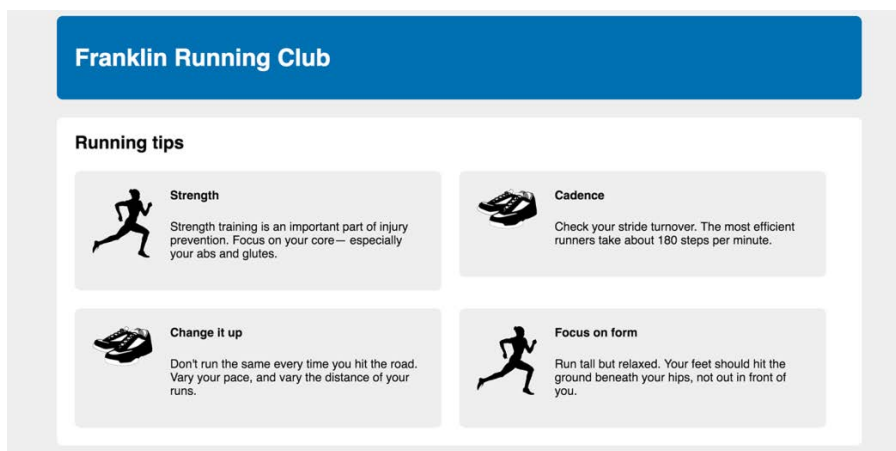 Franklin Running Club
Running tips
Strength
Strength training is an important part of injury
prevention. Focus on your core— especially
your abs and glutes.
Cadence
Check your stride turnover. The most efficient
runners take about 180 steps per minute.
Change it up
Don't run the same every time you hit the road.
Vary your pace, and vary the distance of your
runs.
Focus on form
Run tall but relaxed. Your feet should hit the
ground beneath your hips, not out in front of
you.